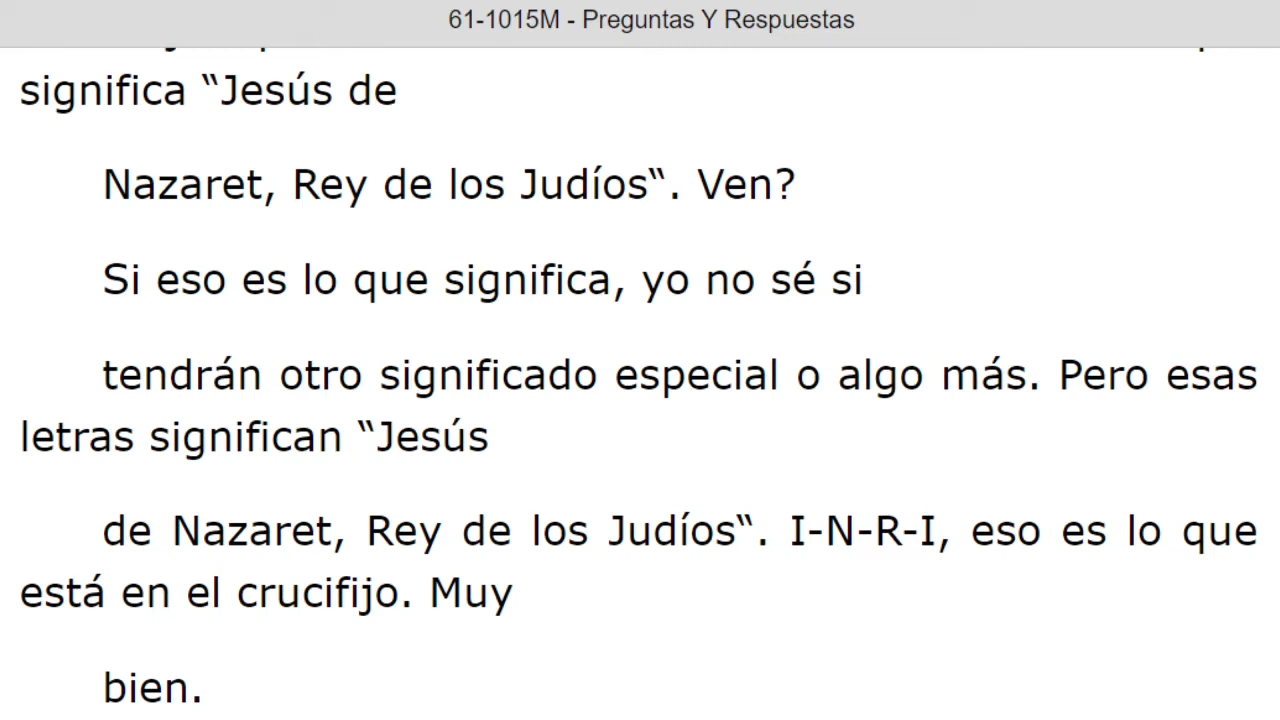 61-1015M - Preguntas Y Respuestas
significa “Jesús de
Nazaret, Rey de los Judíos“. Ven?
Si eso es lo que significa, yo no sé si
tendrán otro significado especial o algo más. Pero esas
letras significan “Jesús
de Nazaret, Rey de los Judíos“. I-N-R-I, eso es lo que
está en el crucifijo. Muy
bien.